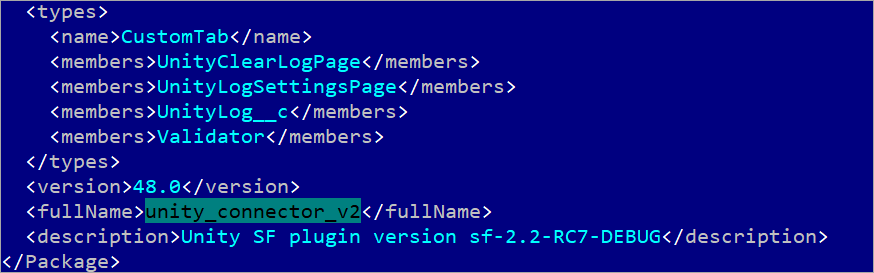 <types>
<name>CustomTab</name>
<members>UnityClearLogPage</members>
<members>UnityLogSettingsPage</members>
<members>UnityLog__c</members>
<members>Validator</members>
</types>
<version>48.0</version>
<fullName>unity_connector_v2</fullName>
<description>Unity SF plugin version sf-2.2-RC7-DEBUG</description>
</Package>